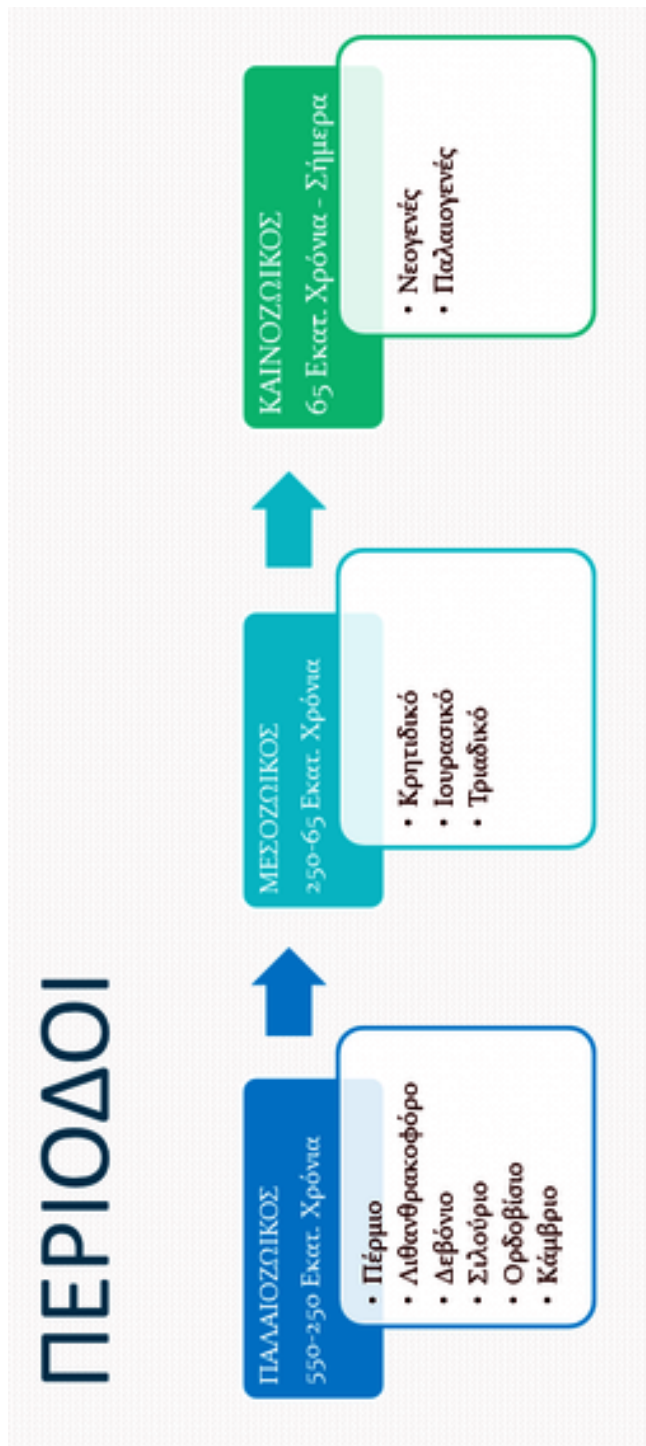 ΠΕΡΙΟΔΟΙ
ΠΑΛΑΙΟΖΩΙΚΟΣ
550-250 Εκατ. Χρόνια
• Πέρμιο
• Λιθανθρακοφόρο
• Δεβόνιο
• Σιλούριο
• Ορδοβίσιο
• Κάμβριο
ΜΕΣΟΖΩΙΚΟΣ
250-65 Εκατ. Χρόνια
• Κρητιδικό
• Ιουρασικό
• Τριαδικό
ΚΑΙΝΟΖΩΙΚΟΣ
65 Εκατ. Χρόνια - Σήμερα
• Νεογενές
• Παλαιογενές